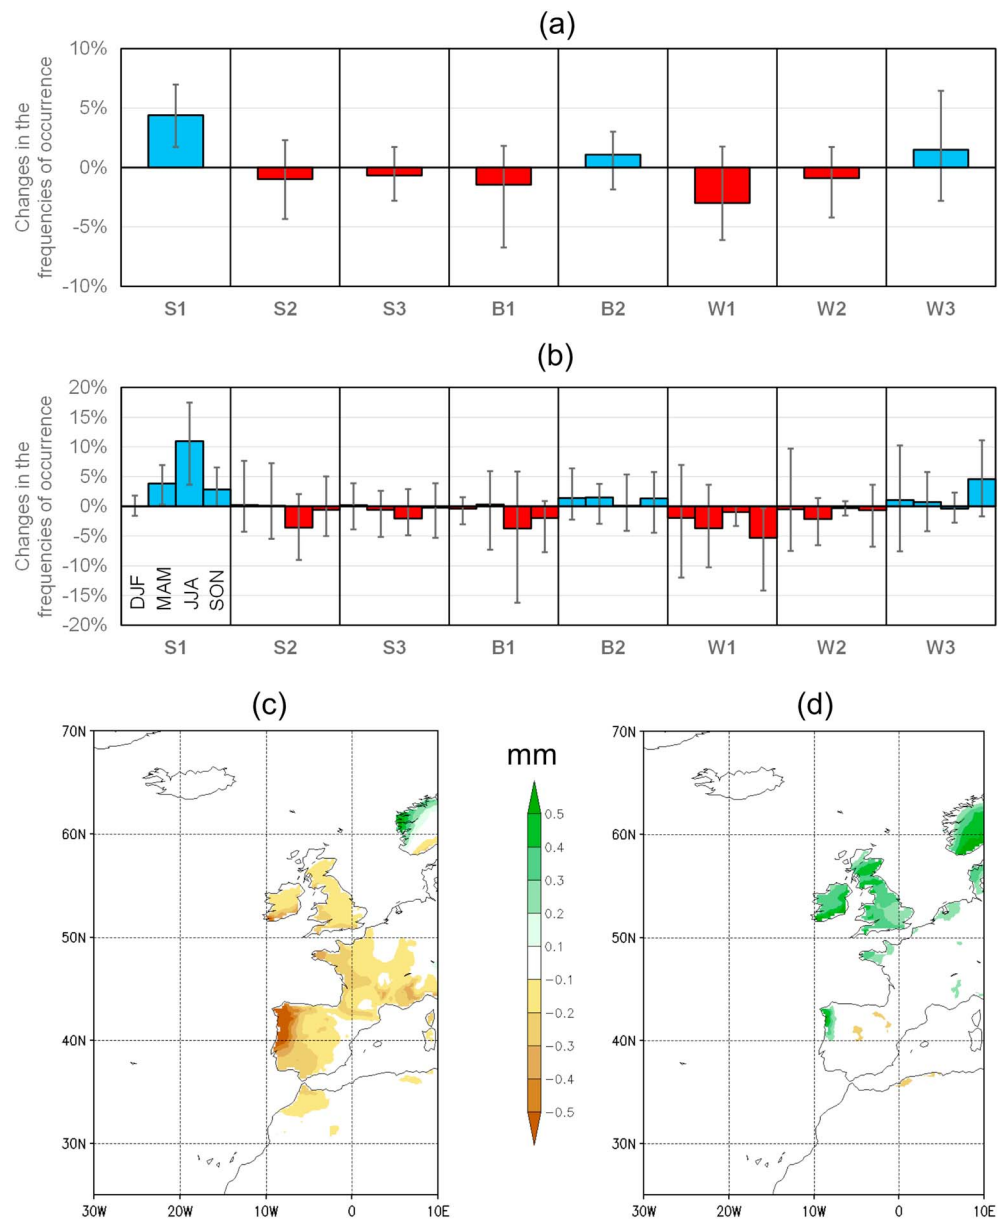 (a)
Changes in the
frequencies of occurrence
10%
5%
0%
-5%
-10%
S1 S2 S3 B1 B2 W1 W2 W3
(b)
Changes in the
frequencies of occurrence
20%
15%
10%
5%
0%
-5%
-10%
-15%
-20%
DJF
MAM
JJA
SON
S1 S2 S3 B1 B2 W1 W2 W3
(c)
70N
60N
50N
40N
30N
30W 20W 10W 0 10E
mm
0.5
0.4
0.3
0.2
0.1
−0.1
−0.2
−0.3
−0.4
−0.5
(d)
70N
60N
50N
40N
30N
30W 20W 10W 0 10E